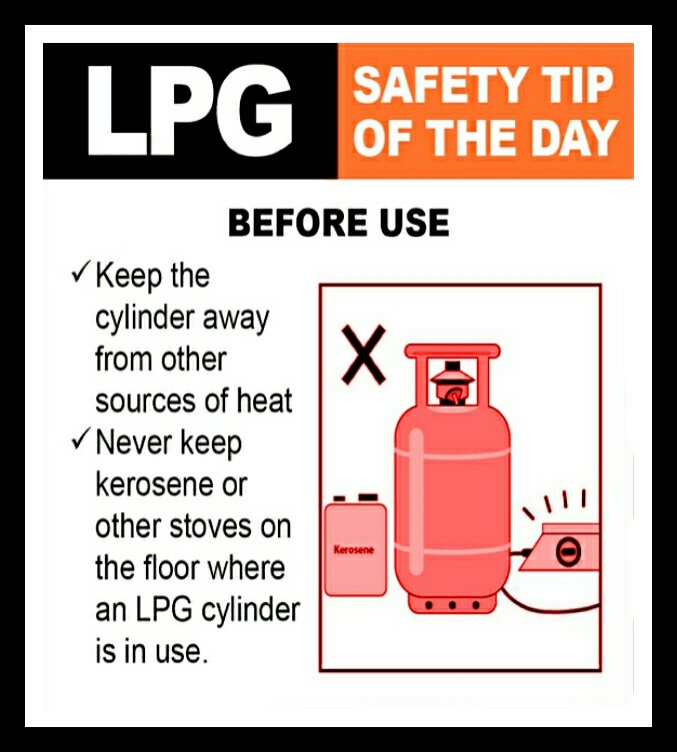 LPG
SAFETY TIP
OF THE DAY
BEFORE USE
✓ Keep the
cylinder away
from other
sources of heat
✓ Never keep
kerosene or
other stoves on
the floor where
an LPG cylinder
is in use.
Kerosene